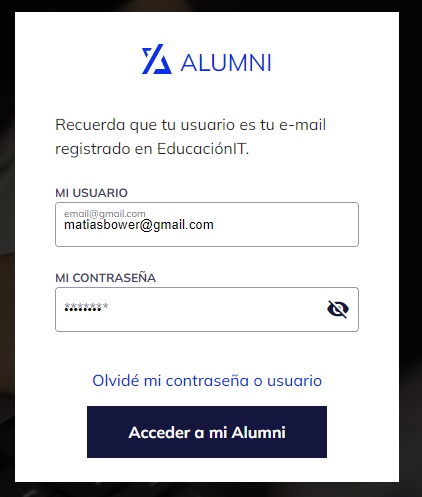 ALUMNI
Recuerda que tu usuario es tu e-mail
registrado en EducaciónIT.
MI USUARIO
email@gmail.com
matiasbower@gmail.com
MI CONTRASEÑA
*******
Olvidé mi contraseña o usuario
Acceder a mi Alumni